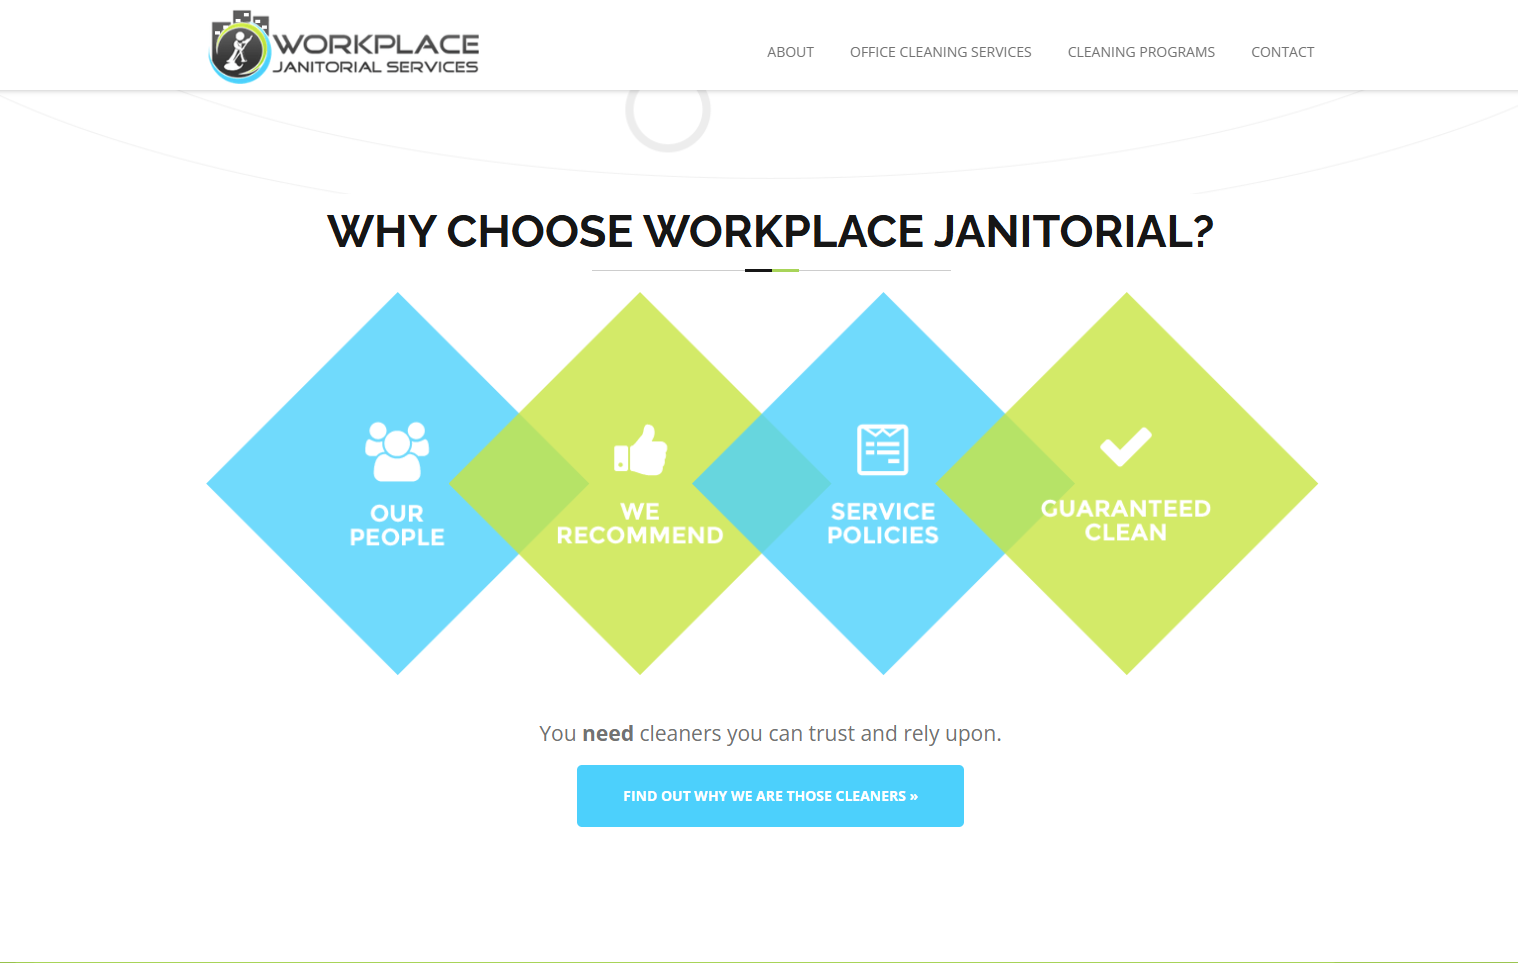 WORKPLACE
JANITORIAL SERVICES
ABOUT
OFFICE CLEANING SERVICES
CLEANING PROGRAMS
CONTACT
WHY CHOOSE WORKPLACE JANITORIAL?
OUR
PEOPLE
WE
RECOMMEND
SERVICE
POLICIES
GUARANTEED
CLEAN
You need cleaners you can trust and rely upon.
FIND OUT WHY WE ARE THOSE CLEANERS »